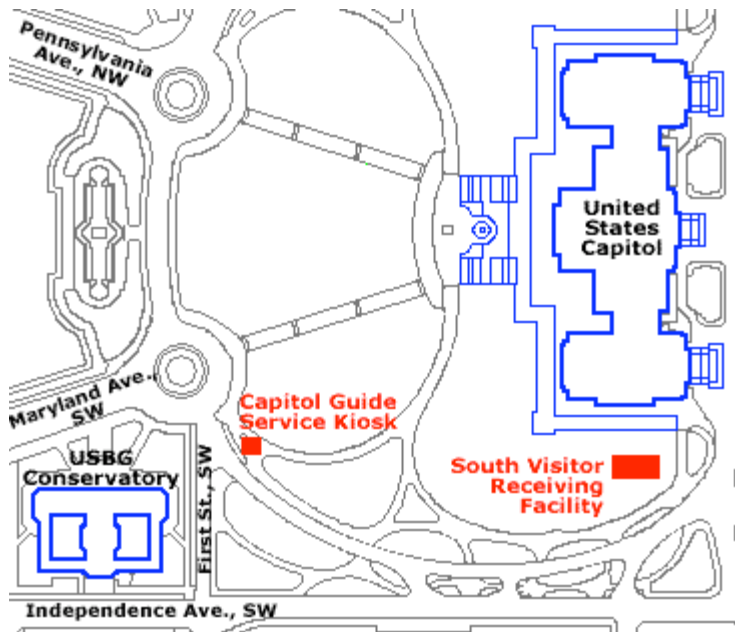 Pennsylvania
Ave., NW
United
States
Capitol
Maryland Ave.,
SW
Capitol Guide
Service Kiosk
USBG
Conservatory
First St., SW
South Visitor
Receiving
Facility
Independence Ave., SW